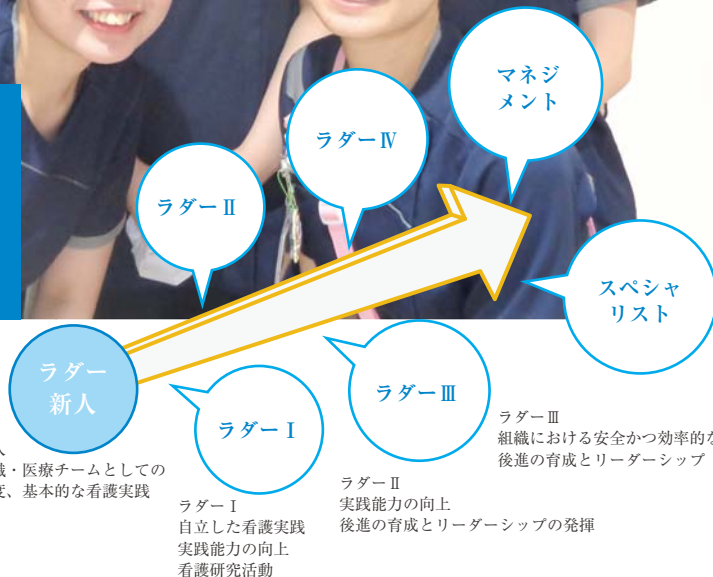 マネジ
メント
ラダーⅣ
ラダーⅡ
スペシャ
リスト
ラダー
新人
ラダーⅢ
ラダーⅠ
・医療チームとしての
、基本的な看護実践
ラダーⅠ
自立した看護実践
実践能力の向上
看護研究活動
ラダーⅡ
実践能力の向上
後進の育成とリーダーシップの発揮
ラダーⅢ
組織における安全かつ効率的な
後進の育成とリーダーシップ